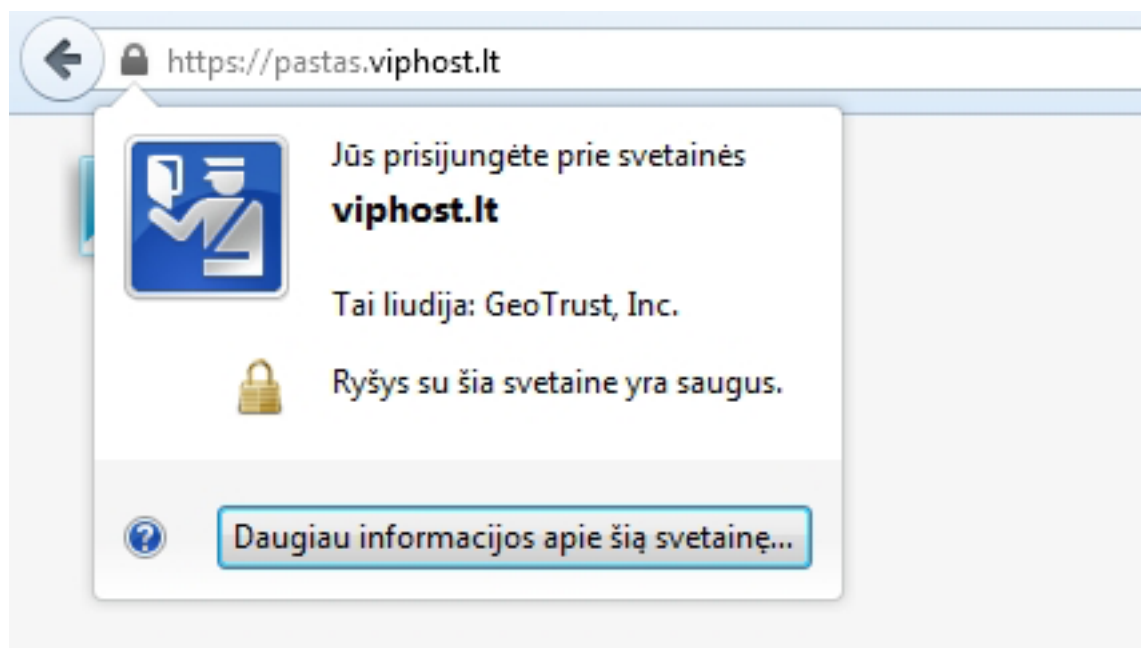 https://pastas.viphost.lt
Jūs prisijungėte prie svetainės
viphost.lt
Tai liudija: GeoTrust, Inc.
Ryšys su šia svetaine yra saugus.
?
Daugiau informacijos apie šią svetainę...